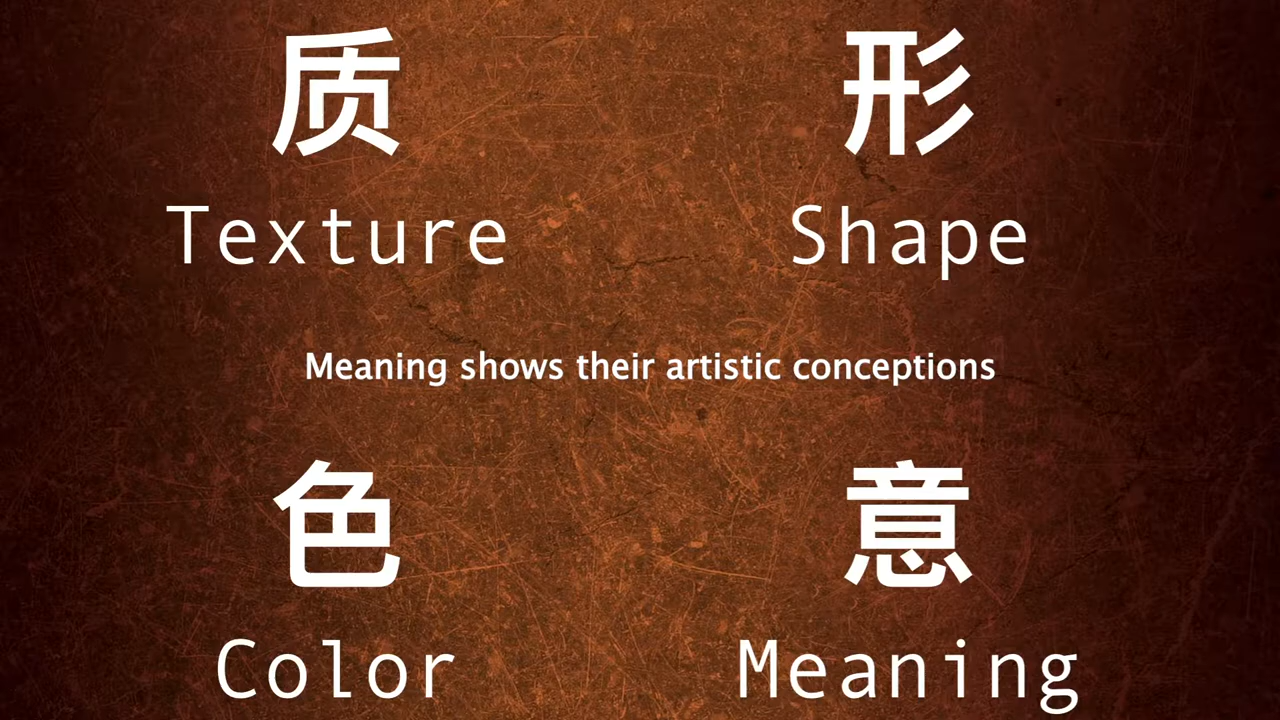 质
形
Texture
Shape
Meaning shows their artistic conceptions
色
意
Color
Meaning